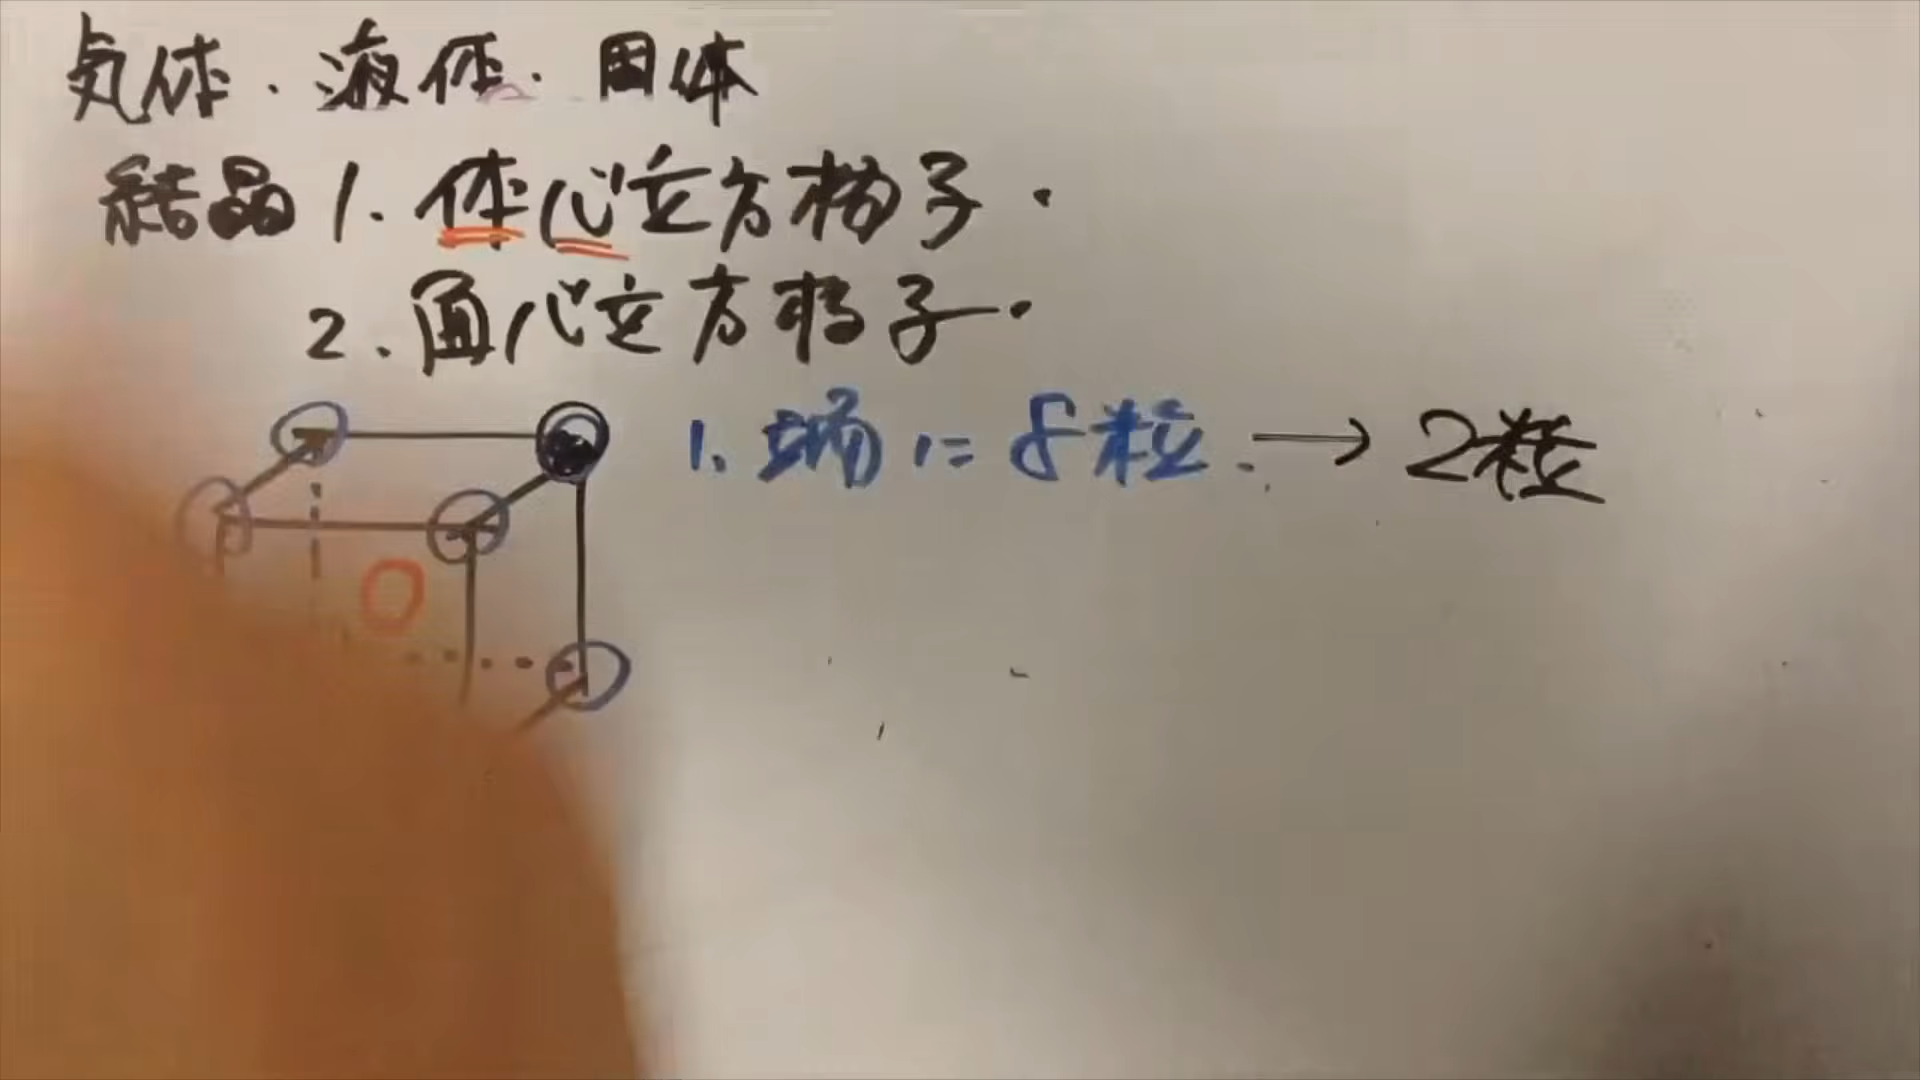 気体・液体・固体
結晶 1. 体心立方格子.
2. 面心立方格子.
1. 端に8粒. → 2粒